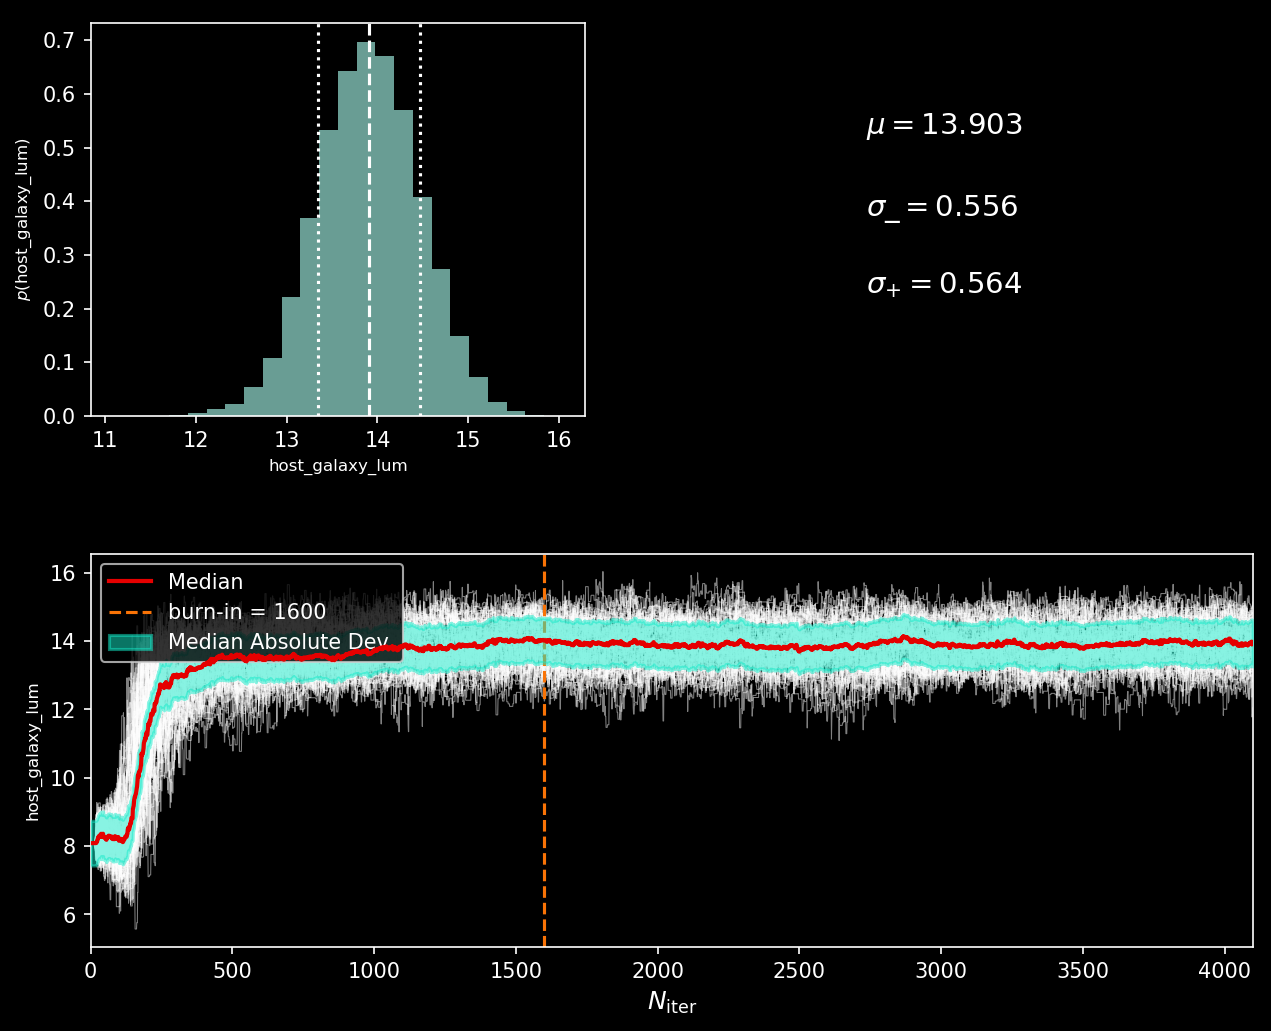 0.7
0.6
0.5
0.4
0.3
0.2
0.1
0.0
p(host_galaxy_lum)
11 12 13 14 15 16
host_galaxy_lum
μ = 13.903
σ_ = 0.556
σ+ = 0.564
Median
burn-in = 1600
Median Absolute Dev.
16
14
12
10
8
6
host_galaxy_lum
0 500 1000 1500 2000 2500 3000 3500 4000
Niter